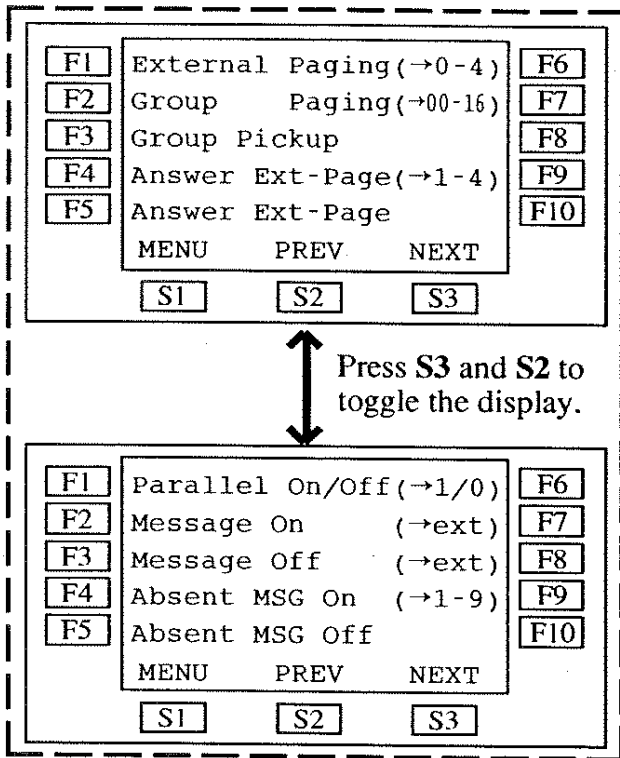 F1 External Paging(→0-4) F6
F2 Group Paging(→00-16) F7
F3 Group Pickup F8
F4 Answer Ext-Page(→1-4) F9
F5 Answer Ext-Page F10
MENU PREV NEXT
S1 S2 S3
Press S3 and S2 to
toggle the display.
F1 Parallel On/Off(→1/0) F6
F2 Message On (→ext) F7
F3 Message Off (→ext) F8
F4 Absent MSG On (→1-9) F9
F5 Absent MSG Off F10
MENU PREV NEXT
S1 S2 S3